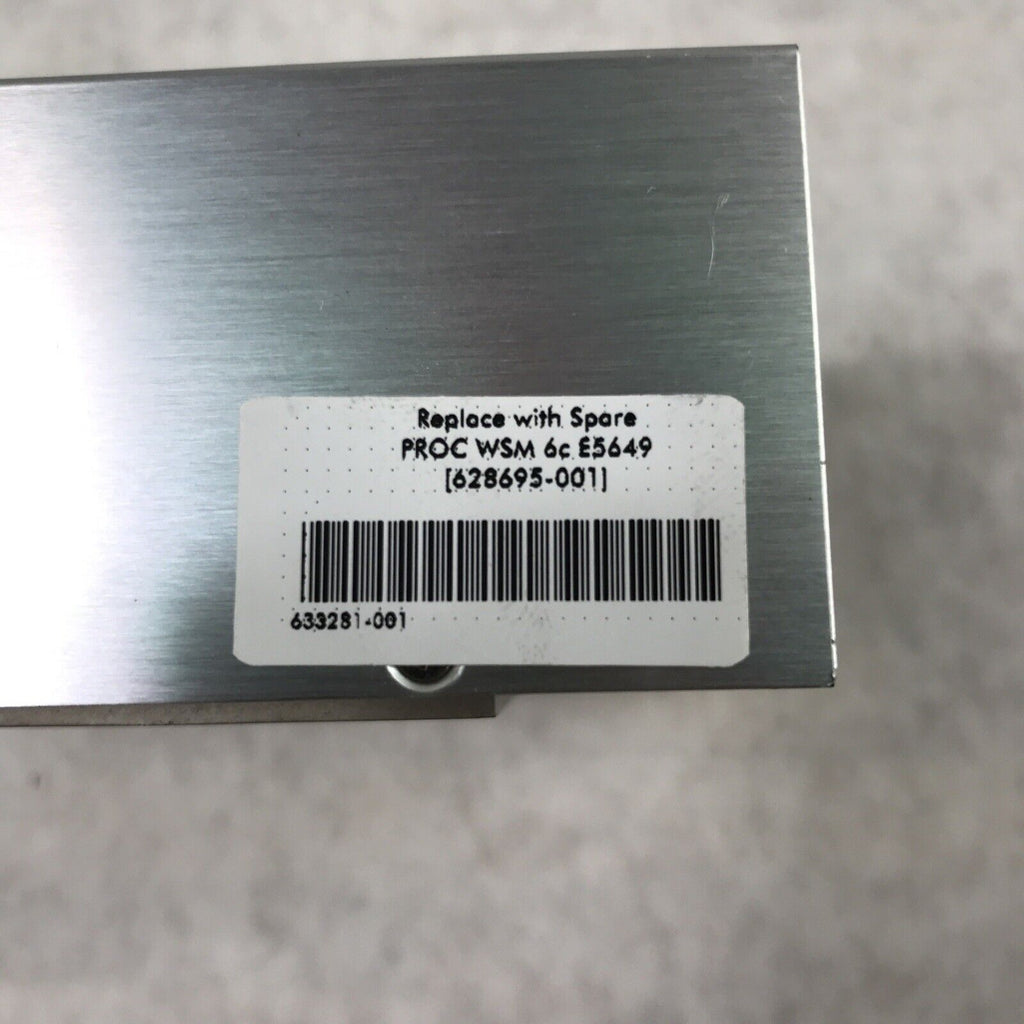 Replace with Spare
PROC WSM 6c E5649
[628695-001]
633281-001